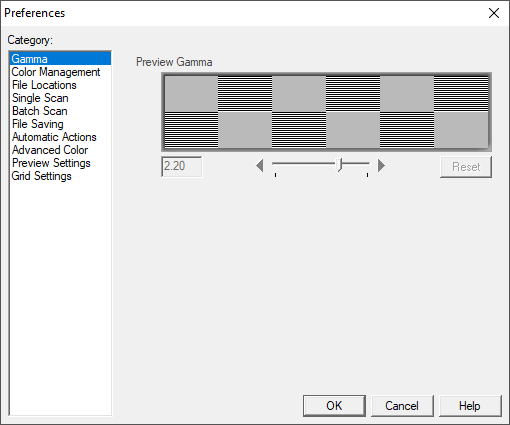 Preferences
Category:
Gamma
Color Management
File Locations
Single Scan
Batch Scan
File Saving
Automatic Actions
Advanced Color
Preview Settings
Grid Settings
Preview Gamma
2.20
Reset
OK
Cancel
Help